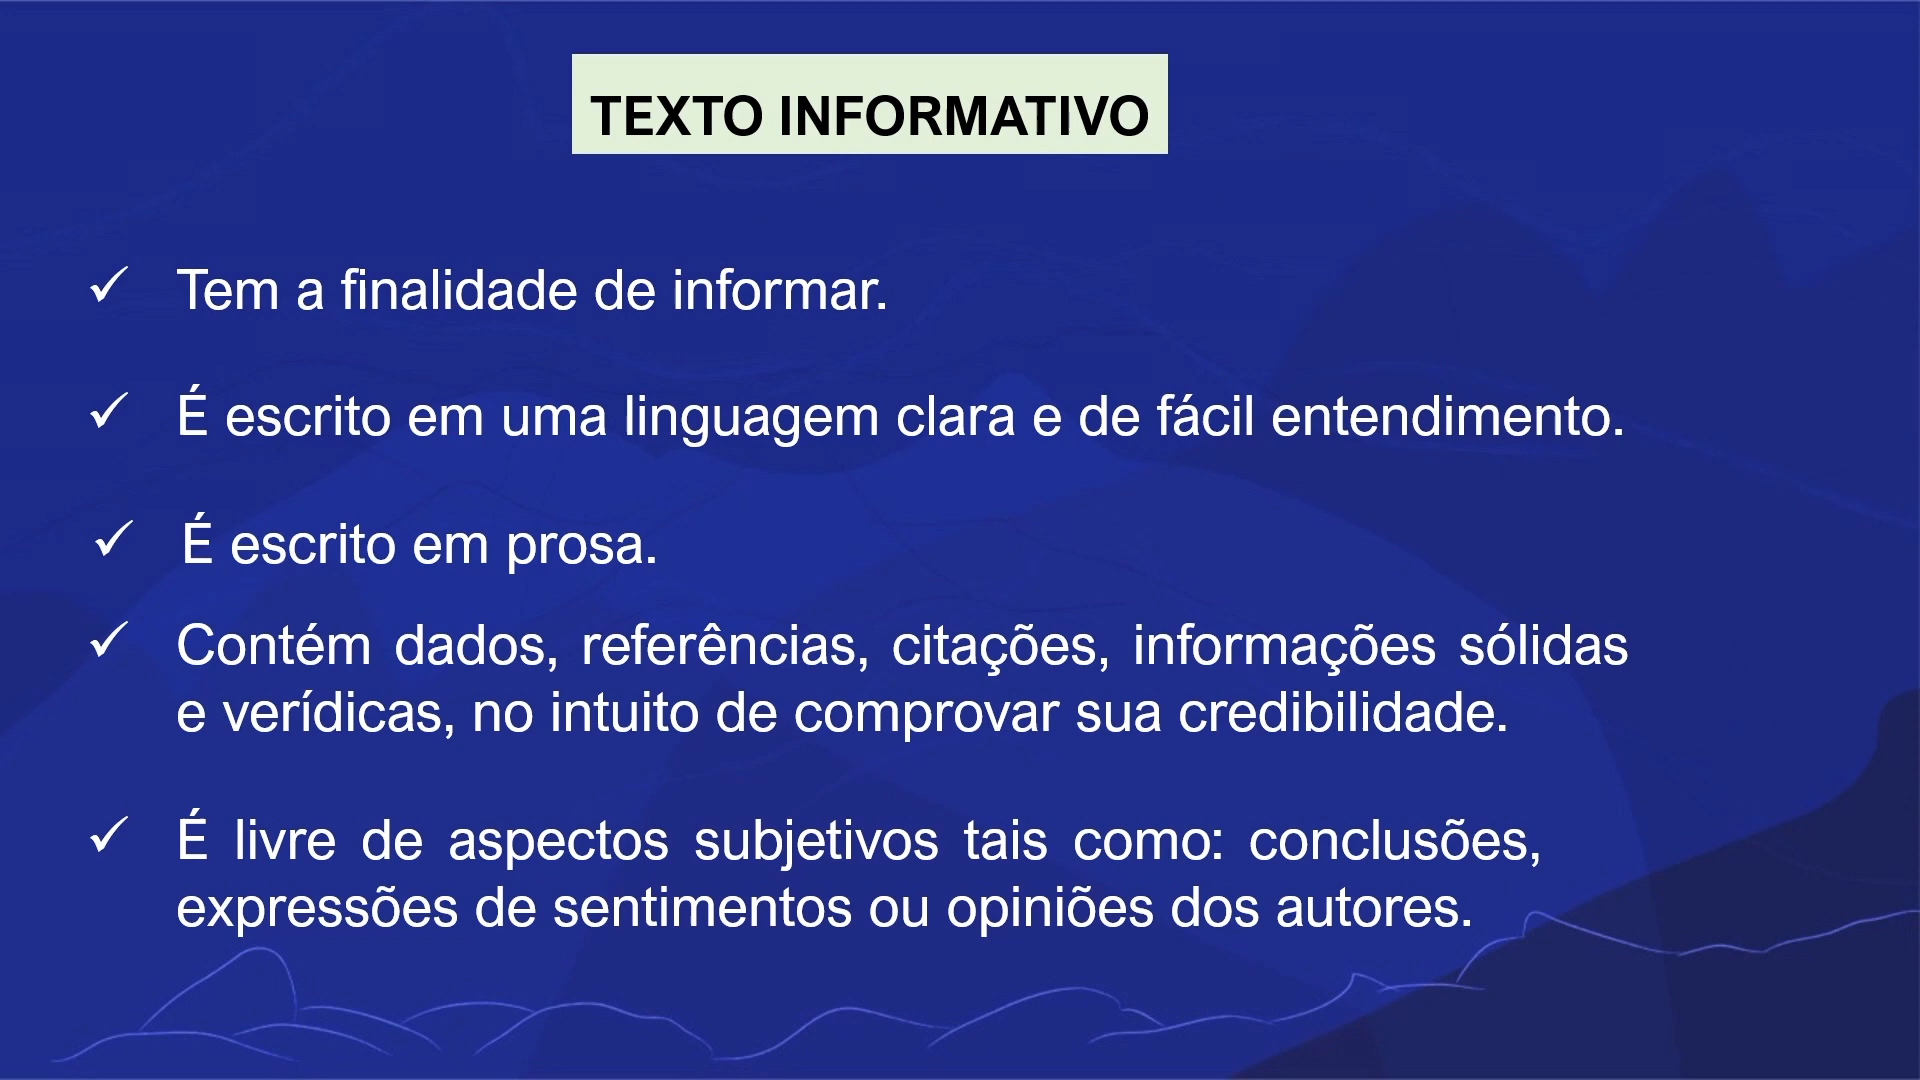 TEXTO INFORMATIVO
✓ Tem a finalidade de informar.
✓ É escrito em uma linguagem clara e de fácil entendimento.
✓ É escrito em prosa.
✓ Contém dados, referências, citações, informações sólidas
e verídicas, no intuito de comprovar sua credibilidade.
✓ É livre de aspectos subjetivos tais como: conclusões,
expressões de sentimentos ou opiniões dos autores.